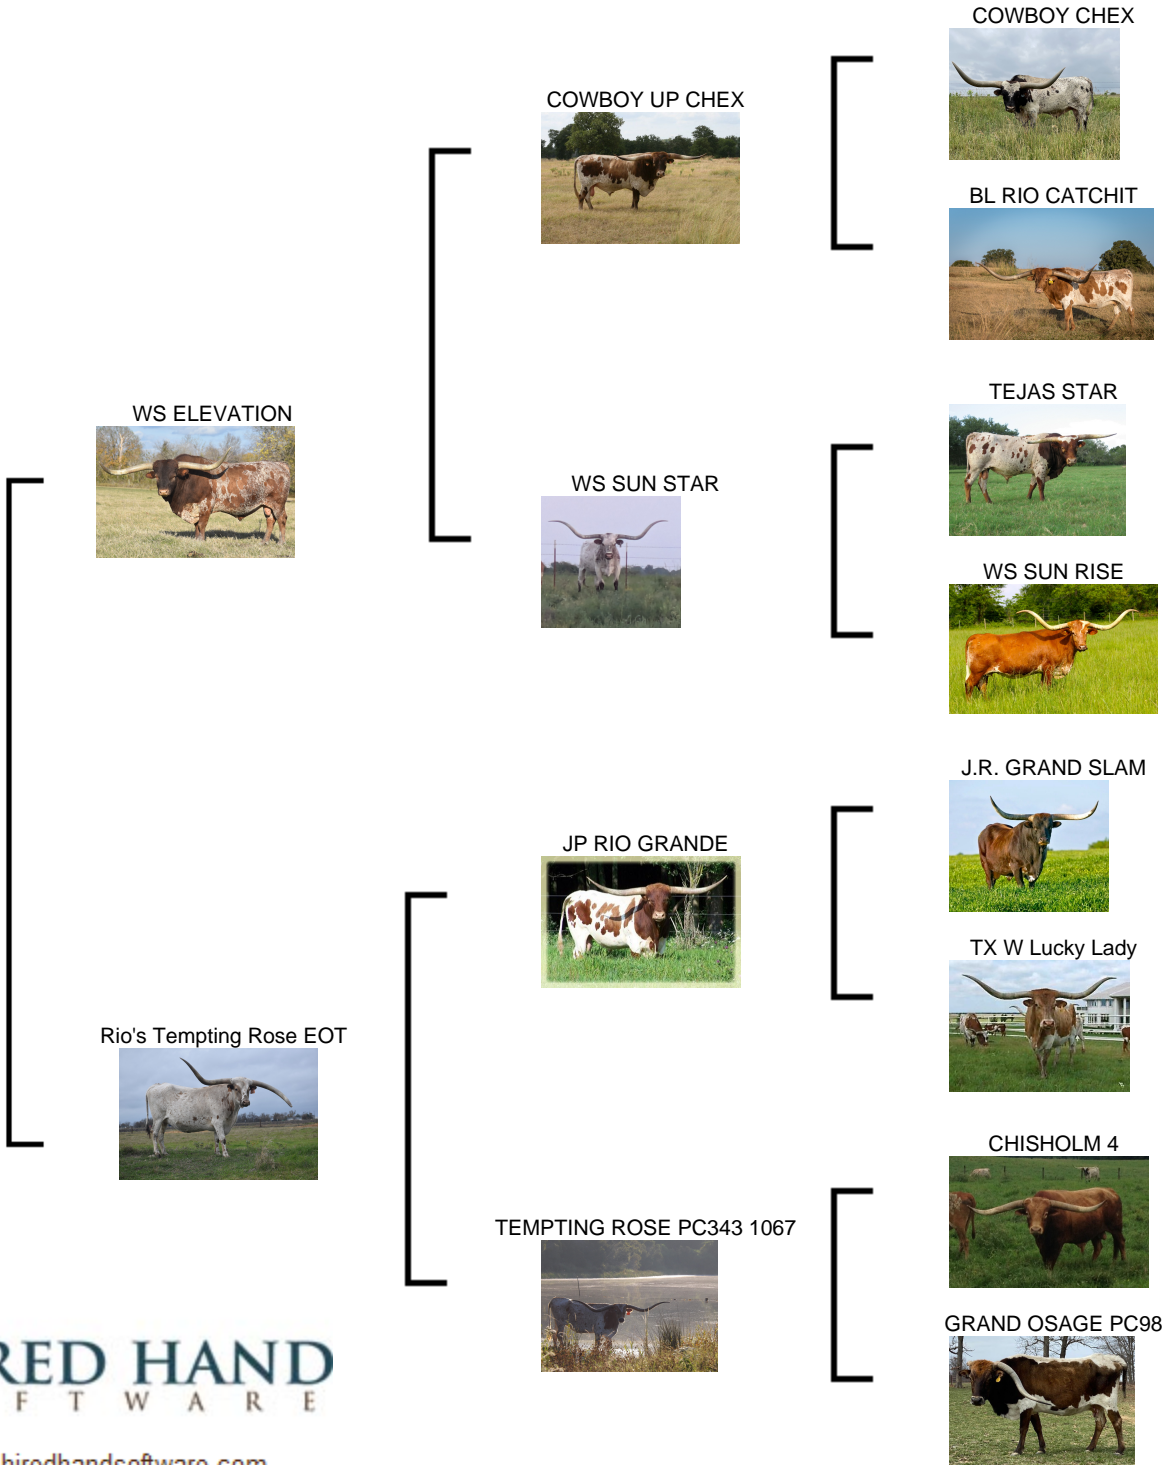 COWBOY CHEX
COWBOY UP CHEX
BL RIO CATCHIT
TEJAS STAR
WS ELEVATION
WS SUN STAR
WS SUN RISE
J.R. GRAND SLAM
JP RIO GRANDE
TX W Lucky Lady
Rio's Tempting Rose EOT
CHISHOLM 4
TEMPTING ROSE PC343 1067
GRAND OSAGE PC98
RED HAND
F T W A R E
hiredhandsoftware.com